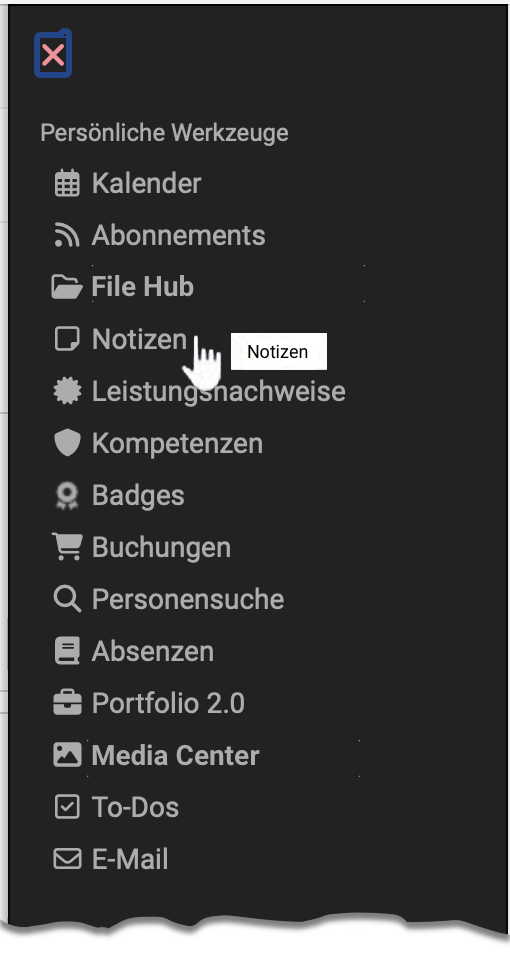 Persönliche Werkzeuge
Kalender
Abonnements
File Hub
Notizen
Notizen
Leistungsnachweise
Kompetenzen
Badges
Buchungen
Personensuche
Absenzen
Portfolio 2.0
Media Center
To-Dos
E-Mail